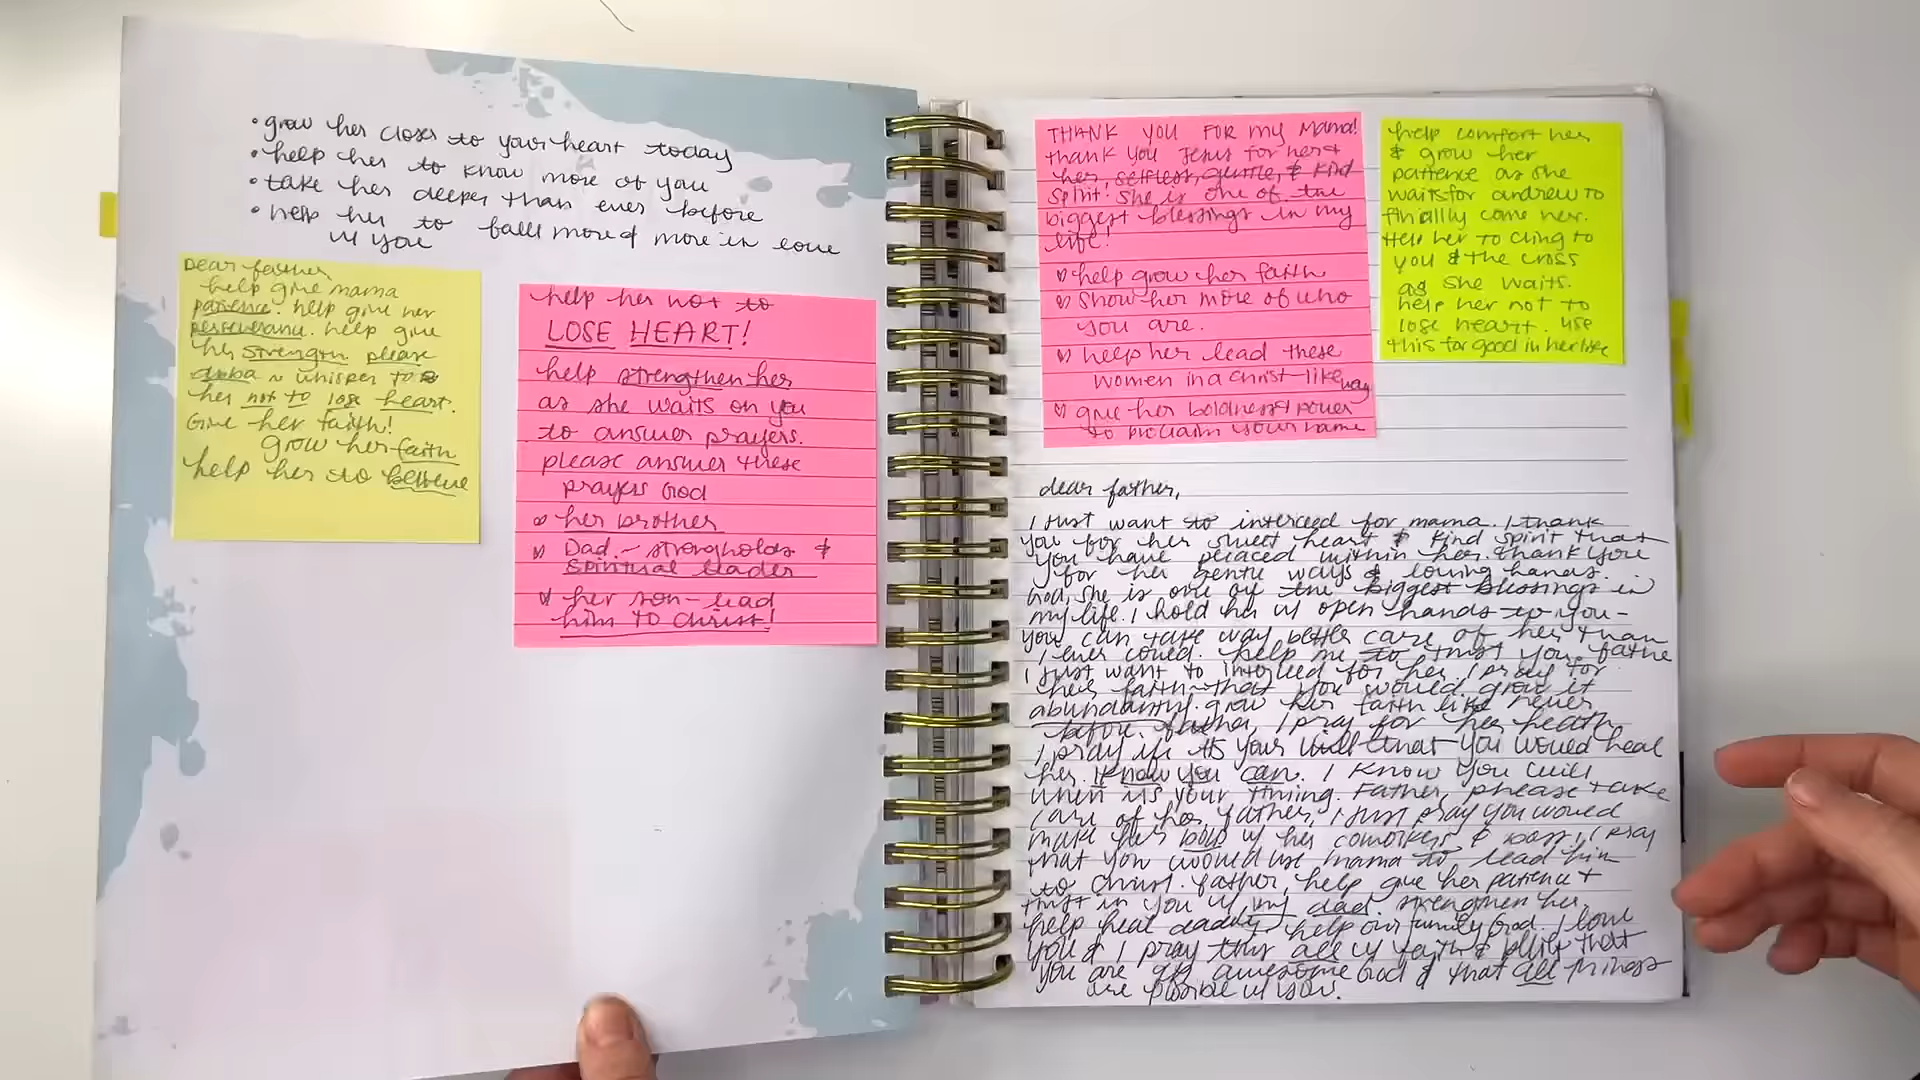 • grow her closer to your heart today
• help her to know more of you
• take her deeper than ever before
• help her to fall more & more in love
w/ you
Dear father
help give mama
patience. help give her
perseverance. help give
her strength please
abba ~ whisper to
her not to lose heart.
Give her faith!
grow her faith
help her to believe
help her not to
LOSE HEART!
help strengthen her
as she waits on you
to answer prayers.
please answer these
prayers God
her brother
Dad ~ strongholds &
spiritual leader
her son - lead
him to Christ!
THANK YOU FOR my mama!
thank you Jesus for her &
her selfless, gentle, & kind
spirit! she is one of the
biggest blessings in my
life!
help grow her faith
show her more of who
you are.
help her lead these
women in a christ-like way
give her boldness & power
to proclaim your name
help comfort her
& grow her
patience as she
waits for andrew to
finally come near.
Help her to cling to
you & the cross
as she waits.
help her not to
lose heart. use
this for good in her life
dear father,
I just want to interceed for mama. I thank
you for her sweet heart & kind spirit that
you have placed within her. thank you
for her gentle ways & loving hands.
God, she is one of the biggest blessings in
my life. I hold her w/ open hands to you -
you can take way better care of her than
I ever could. help me to trust you father
I just want to interceed for her. I pray for
her faith - that you would grow it
abundantly. grow her faith like never
before. father, I pray for her health
I pray if its your will that you would heal
her. I know you can. I know you will
when its your timing. Father, please take
care of her. father, I just pray you would
make her bold w/ her coworkers & boss. I pray
that you would use mama to lead him
to Christ. father, help give her patience +
trust in you w/ my dad. strengthen her.
help heal daddy. help our family God. I love
you & I pray this all w/ faith & that
you are awesome God & that all things
are possible w/ you.